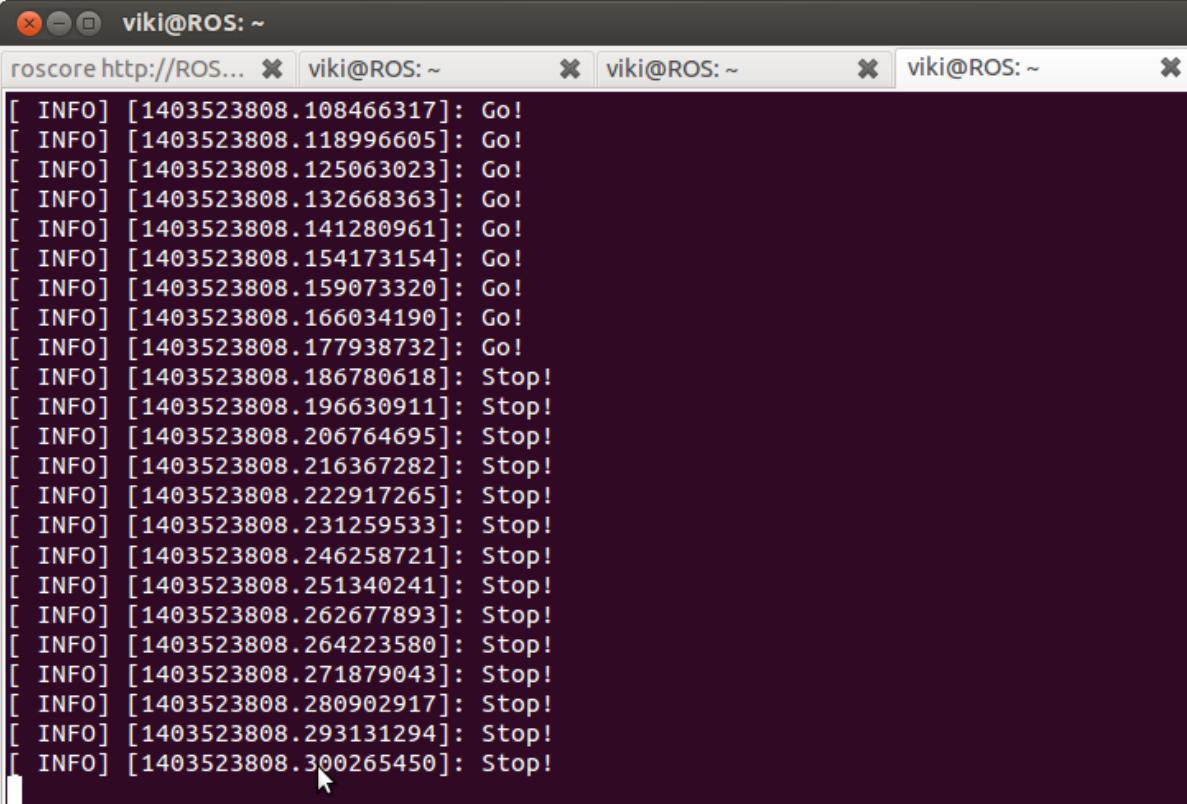 viki@ROS: ~
roscore http://ROS... viki@ROS: ~ viki@ROS: ~ viki@ROS: ~
[ INFO] [1403523808.108466317]: Go!
[ INFO] [1403523808.118996605]: Go!
[ INFO] [1403523808.125063023]: Go!
[ INFO] [1403523808.132668363]: Go!
[ INFO] [1403523808.141280961]: Go!
[ INFO] [1403523808.154173154]: Go!
[ INFO] [1403523808.159073320]: Go!
[ INFO] [1403523808.166034190]: Go!
[ INFO] [1403523808.177938732]: Go!
[ INFO] [1403523808.186780618]: Stop!
[ INFO] [1403523808.196630911]: Stop!
[ INFO] [1403523808.206764695]: Stop!
[ INFO] [1403523808.216367282]: Stop!
[ INFO] [1403523808.222917265]: Stop!
[ INFO] [1403523808.231259533]: Stop!
[ INFO] [1403523808.246258721]: Stop!
[ INFO] [1403523808.251340241]: Stop!
[ INFO] [1403523808.262677893]: Stop!
[ INFO] [1403523808.264223580]: Stop!
[ INFO] [1403523808.271879043]: Stop!
[ INFO] [1403523808.280902917]: Stop!
[ INFO] [1403523808.293131294]: Stop!
[ INFO] [1403523808.300265450]: Stop!